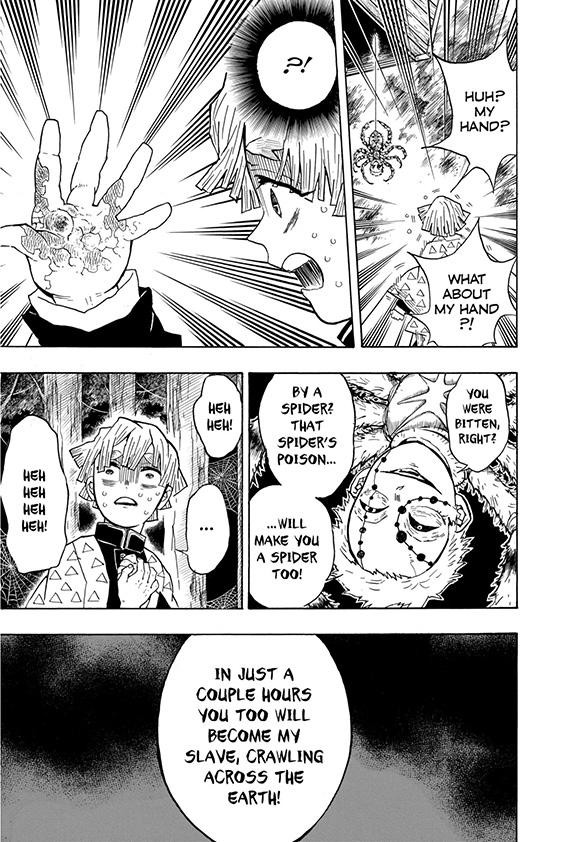 HUH?
MY
HAND?
WHAT
ABOUT
MY HAND
?!
?!
YOU
WERE
BITTEN,
RIGHT?
BY A
SPIDER?
THAT
SPIDER'S
POISON...
...WILL
MAKE YOU
A SPIDER
TOO!
HEH
HEH!
...
HEH
HEH
HEH
HEH!
IN JUST A
COUPLE HOURS
YOU TOO WILL
BECOME MY
SLAVE, CRAWLING
ACROSS THE
EARTH!